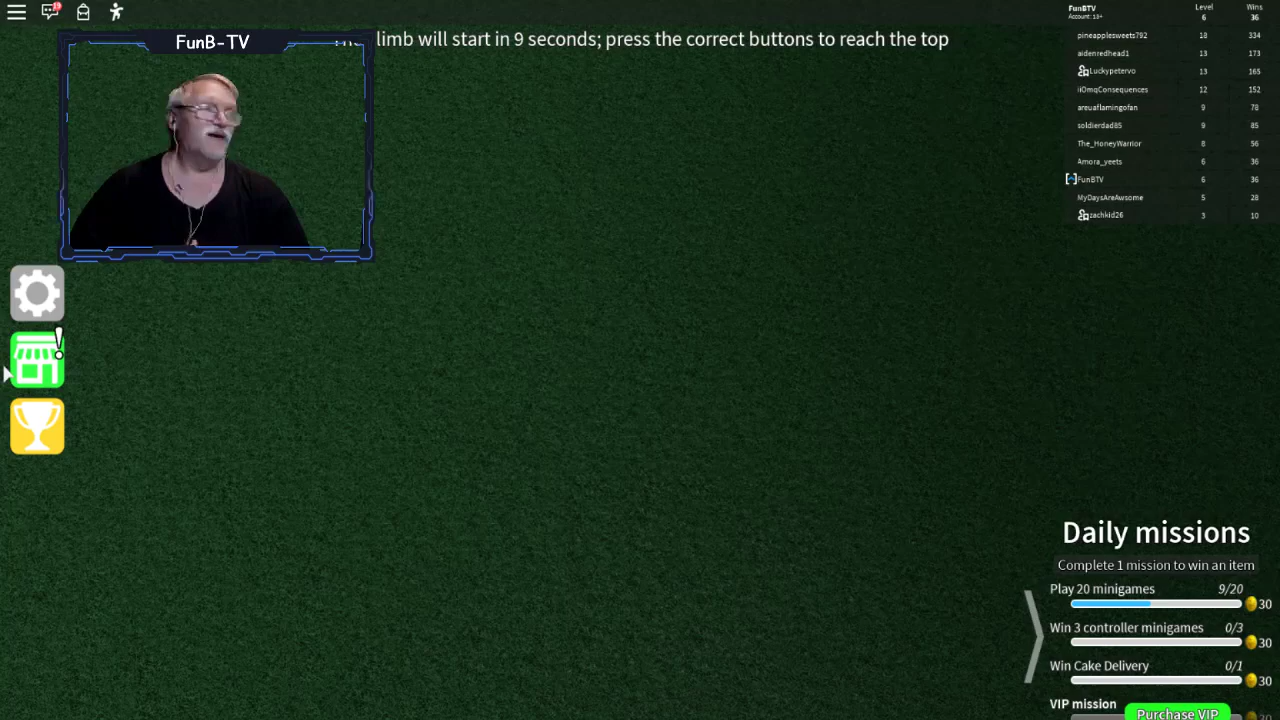 19
FunB-TV
limb will start in 9 seconds; press the correct buttons to reach the top
FunBTV Level Wins
Account: 13+ 6 36
pineapplesweets792 18 334
aidenredhead1 13 173
Luckypetervo 13 165
iiOmqConsequences 12 152
areuaflamingofan 9 78
soldierdad85 9 85
The_HoneyWarrior 8 56
Amora_yeets 6 36
FunBTV 6 36
MyDaysAreAwsome 5 28
zachkid26 3 10
Daily missions
Complete 1 mission to win an item
Play 20 minigames 9/20
30
Win 3 controller minigames 0/3
30
Win Cake Delivery 0/1
30
VIP mission
Purchase VIP